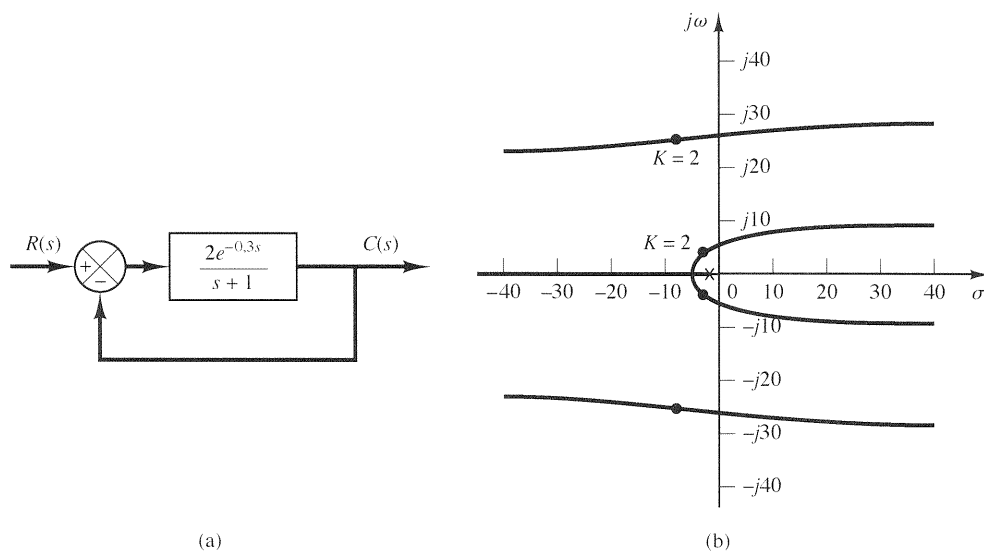 R(s)
+
−
2e^−0.3s
s + 1
C(s)
(a)
jω
j40
j30
K = 2
j20
K = 2
j10
−40 −30 −20 −10 0 10 20 30 40 σ
−j10
−j20
−j30
−j40
(b)